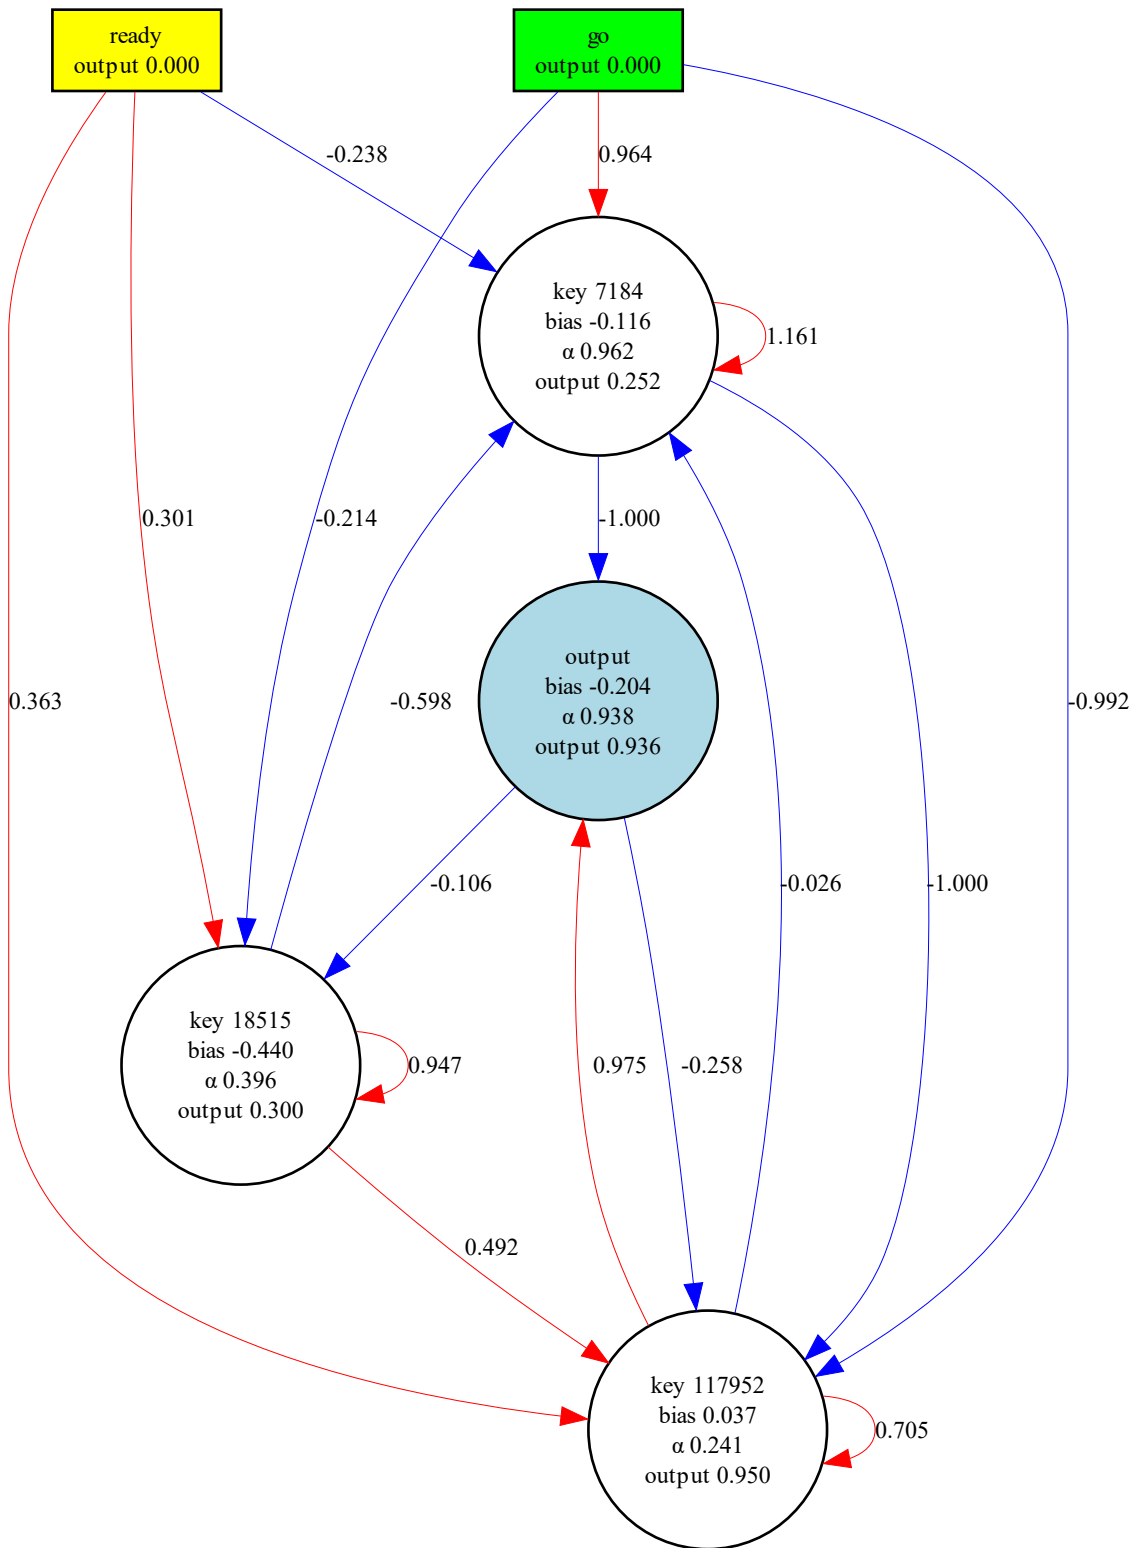 ready
output 0.000
go
output 0.000
-0.238
0.964
key 7184
bias -0.116
α 0.962
output 0.252
1.161
0.301
-0.214
-1.000
output
bias -0.204
α 0.938
output 0.936
0.363
-0.598
-0.992
-0.106
-0.026
-1.000
key 18515
bias -0.440
α 0.396
output 0.300
0.947
0.975
-0.258
0.492
key 117952
bias 0.037
α 0.241
output 0.950
0.705